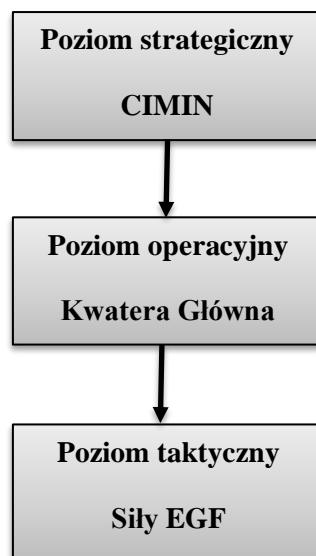 Poziom strategiczny
CIMIN
Poziom operacyjny
Kwatera Główna
Poziom taktyczny
Siły EGF